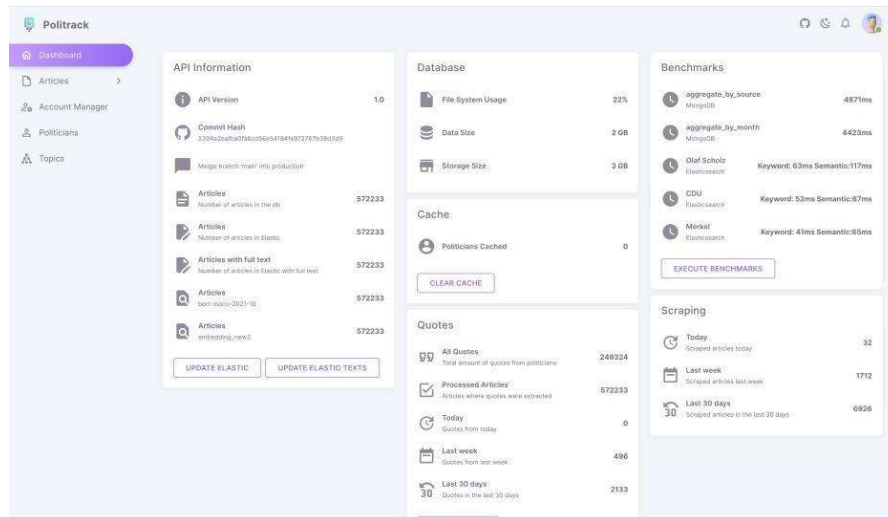 Politrack
Dashboard
Articles
Account Manager
Politicians
Topics
API Information
API Version 1.0
Commit Hash
Merge branch 'main' into production
Articles 572233
Number of articles in the db
Articles 572233
Number of articles in Elastic
Articles with full text 572233
Number of articles in Elastic with full text
Articles 572233
bert-moco-2021-10
Articles 572233
embedding_new2
UPDATE ELASTIC UPDATE ELASTIC TEXTS
Database
File System Usage 22%
Data Size 2 GB
Storage Size 3 GB
Cache
Politicians Cached 0
CLEAR CACHE
Quotes
All Quotes 249324
Total amount of quotes from politicians
Processed Articles 572233
Articles where quotes were extracted
Today 0
Quotes from today
Last week 496
Quotes from last week
30 Last 30 days 2133
Quotes in the last 30 days
Benchmarks
aggregate_by_source 4871ms
MongoDB
aggregate_by_month 4423ms
MongoDB
Olaf Scholz Keyword: 63ms Semantic:117ms
Elasticsearch
CDU Keyword: 52ms Semantic:67ms
Elasticsearch
Merkel Keyword: 41ms Semantic:65ms
Elasticsearch
EXECUTE BENCHMARKS
Scraping
Today 32
Scraped articles today
Last week 1712
Scraped articles last week
30 Last 30 days 6926
Scraped articles in the last 30 days